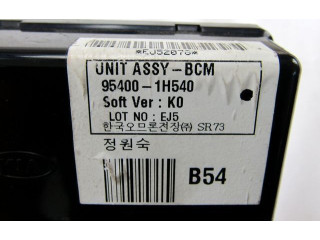 *EJ52076*
UNIT ASSY-BCM
95400-1H540
Soft Ver : K0
LOT NO : EJ5
한국오므론전장㈜ SR73
정원숙
B54